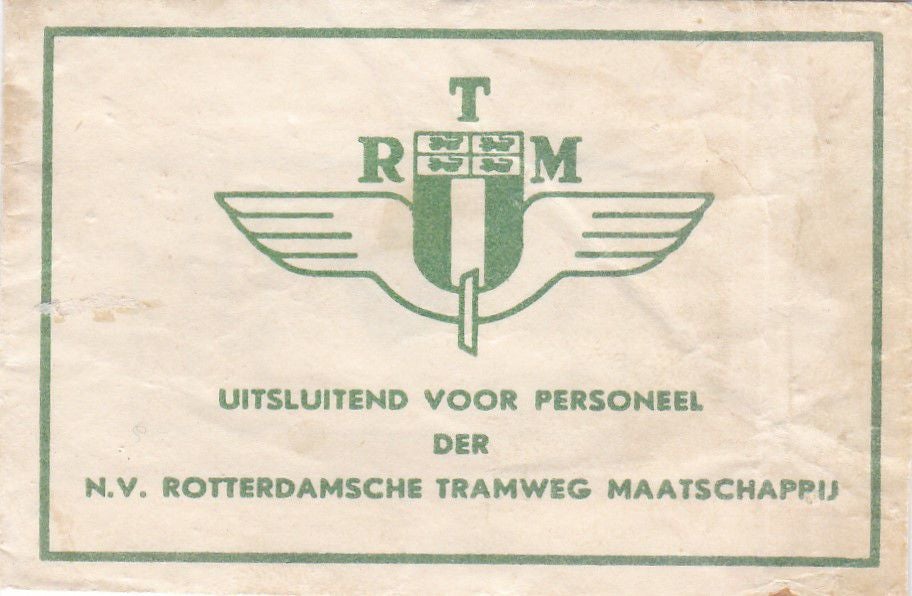 T
R M
UITSLUITEND VOOR PERSONEEL
DER
N.V. ROTTERDAMSCHE TRAMWEG MAATSCHAPPIJ